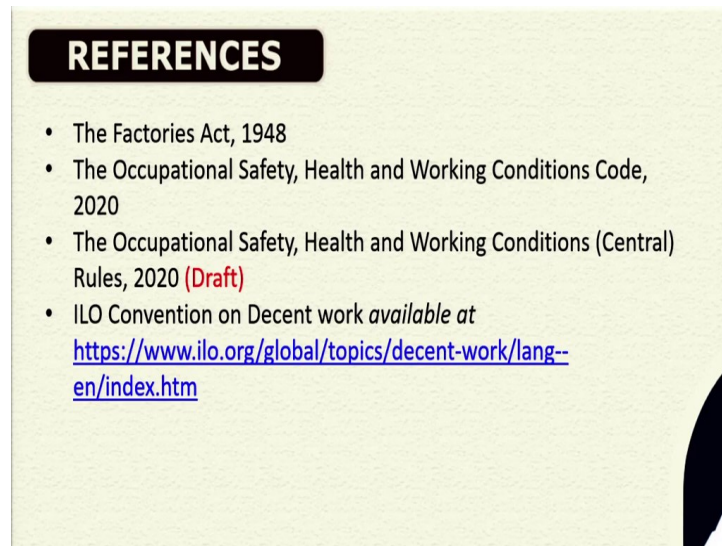 REFERENCES
• The Factories Act, 1948
• The Occupational Safety, Health and Working Conditions Code,
2020
• The Occupational Safety, Health and Working Conditions (Central)
Rules, 2020 (Draft)
• ILO Convention on Decent work available at
https://www.ilo.org/global/topics/decent-work/lang--
en/index.htm